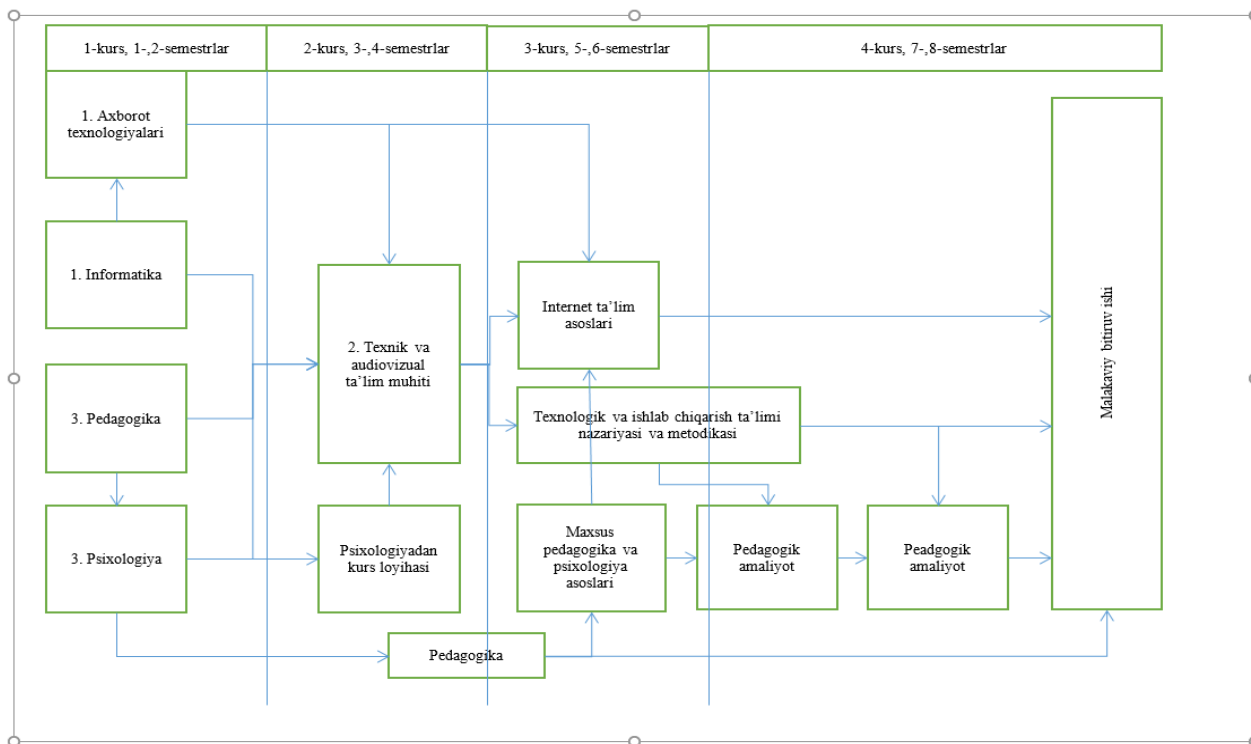 1-kurs, 1-,2-semestrlar
2-kurs, 3-,4-semestrlar
3-kurs, 5-,6-semestrlar
4-kurs, 7-,8-semestrlar
1. Axborot
texnologiyalari
1. Informatika
3. Pedagogika
3. Psixologiya
2. Texnik va
audiovizual
ta’lim muhiti
Psixologiyadan
kurs loyihasi
Pedagogika
Internet ta’lim
asoslari
Texnologik va ishlab chiqarish ta’limi
nazariyasi va metodikasi
Maxsus
pedagogika va
psixologiya
asoslari
Pedagogik
amaliyot
Peadgogik
amaliyot
Malakaviy bitiruv ishi